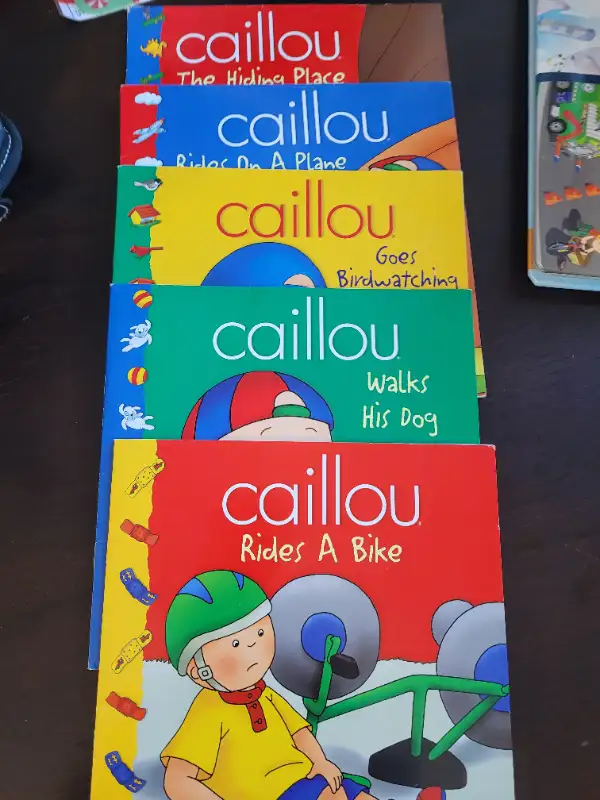 caillou
The Hiding Place
caillou
Rides On A Plane
caillou
Goes
Birdwatching
caillou
Walks
His Dog
caillou
Rides A Bike